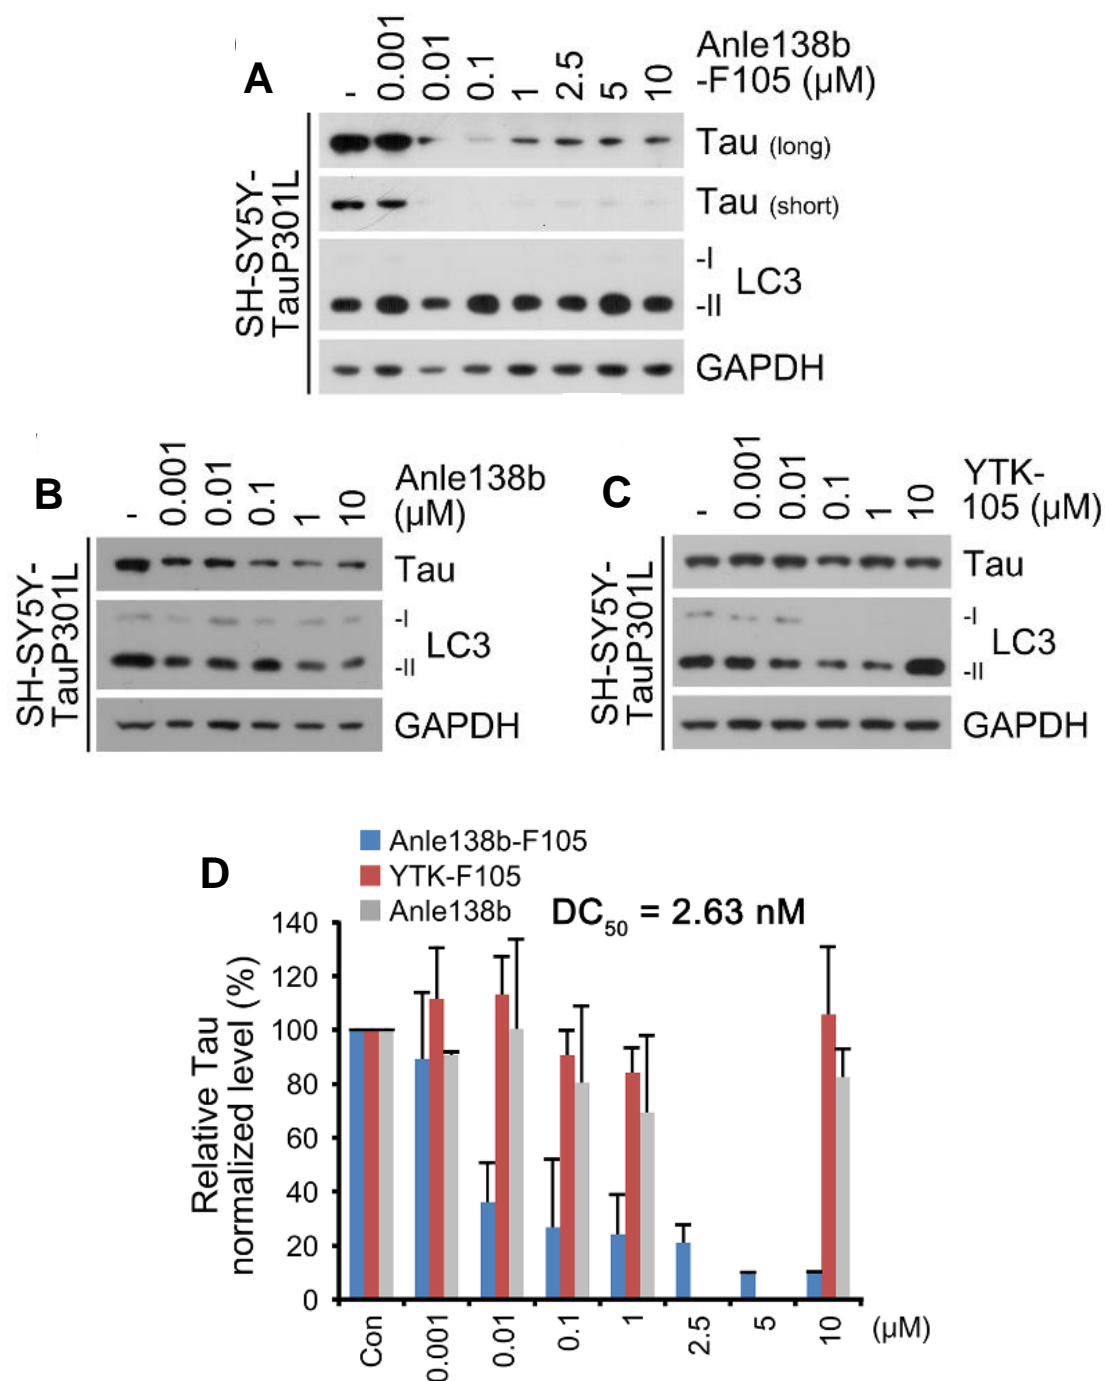 A
- 0.001 0.01 0.1 1 2.5 5 10
Anle138b
-F105 (µM)
SH-SY5Y-
TauP301L
Tau (long)
Tau (short)
-I
LC3
-II
GAPDH
B
- 0.001 0.01 0.1 1 10
Anle138b
(µM)
SH-SY5Y-
TauP301L
Tau
-I
LC3
-II
GAPDH
C
- 0.001 0.01 0.1 1 10
YTK-
105 (µM)
SH-SY5Y-
TauP301L
Tau
-I
LC3
-II
GAPDH
D
Anle138b-F105
YTK-F105
Anle138b
DC50 = 2.63 nM
Relative Tau
normalized level (%)
140
120
100
80
60
40
20
0
Con 0.001 0.01 0.1 1 2.5 5 10 (µM)